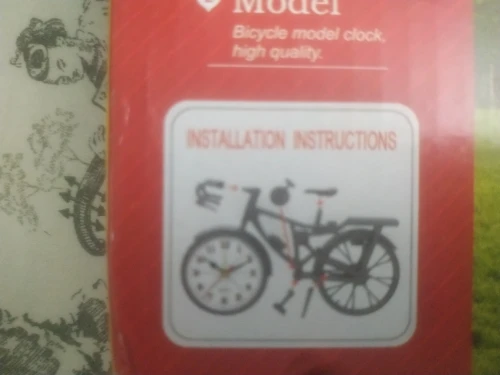 Model
Bicycle model clock,
high quality.
INSTALLATION INSTRUCTIONS